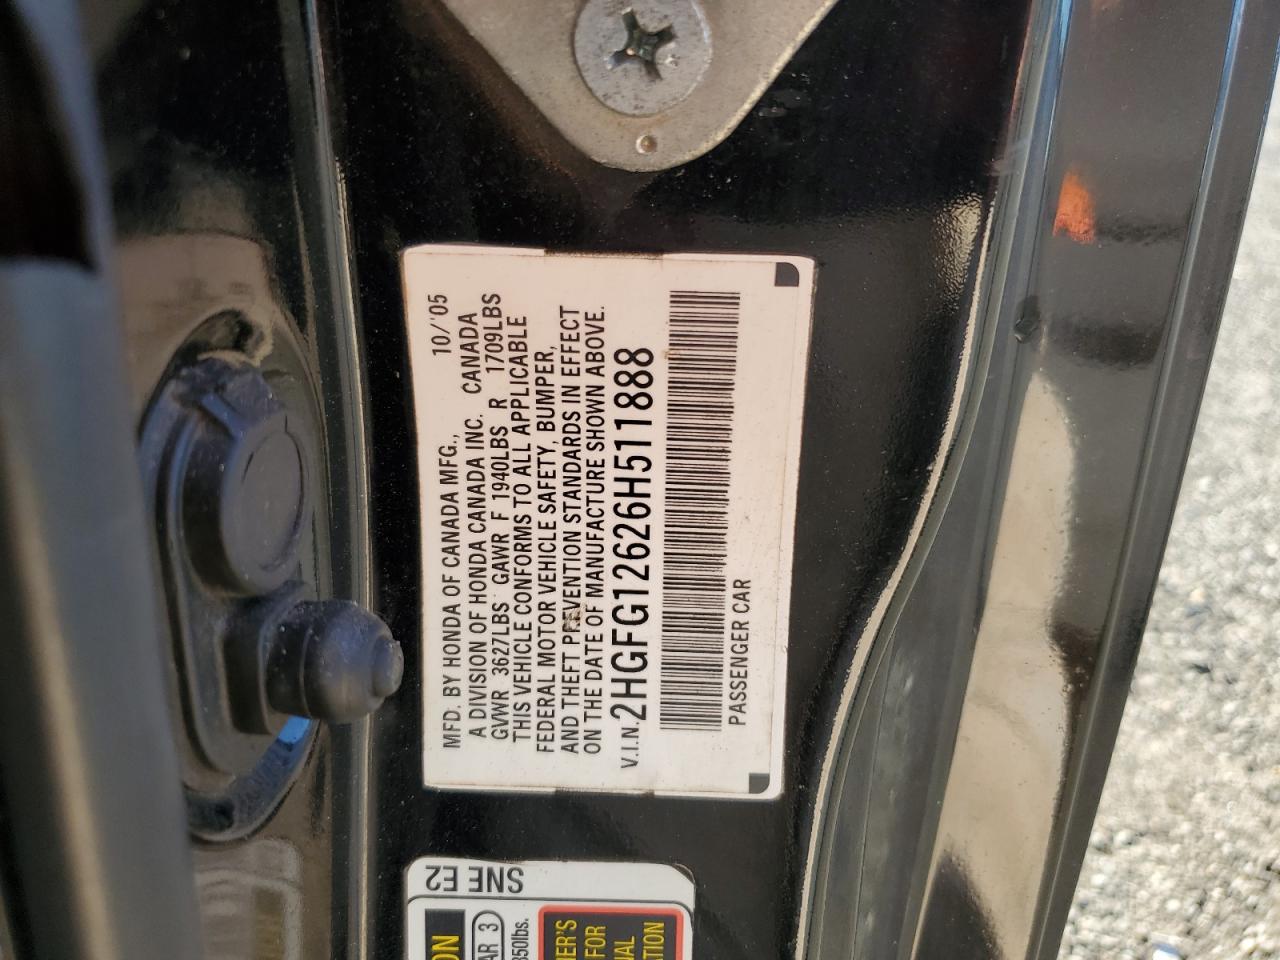 MFD. BY HONDA OF CANADA MFG., 10/'05
A DIVISION OF HONDA CANADA INC. CANADA
GVWR 3627LBS GAWR F 1940LBS R 1709LBS
THIS VEHICLE CONFORMS TO ALL APPLICABLE
FEDERAL MOTOR VEHICLE SAFETY, BUMPER,
AND THEFT PREVENTION STANDARDS IN EFFECT
ON THE DATE OF MANUFACTURE SHOWN ABOVE.
V.I.N. 2HGFG12626H511888
PASSENGER CAR
SNE E2
350lbs.
FOR